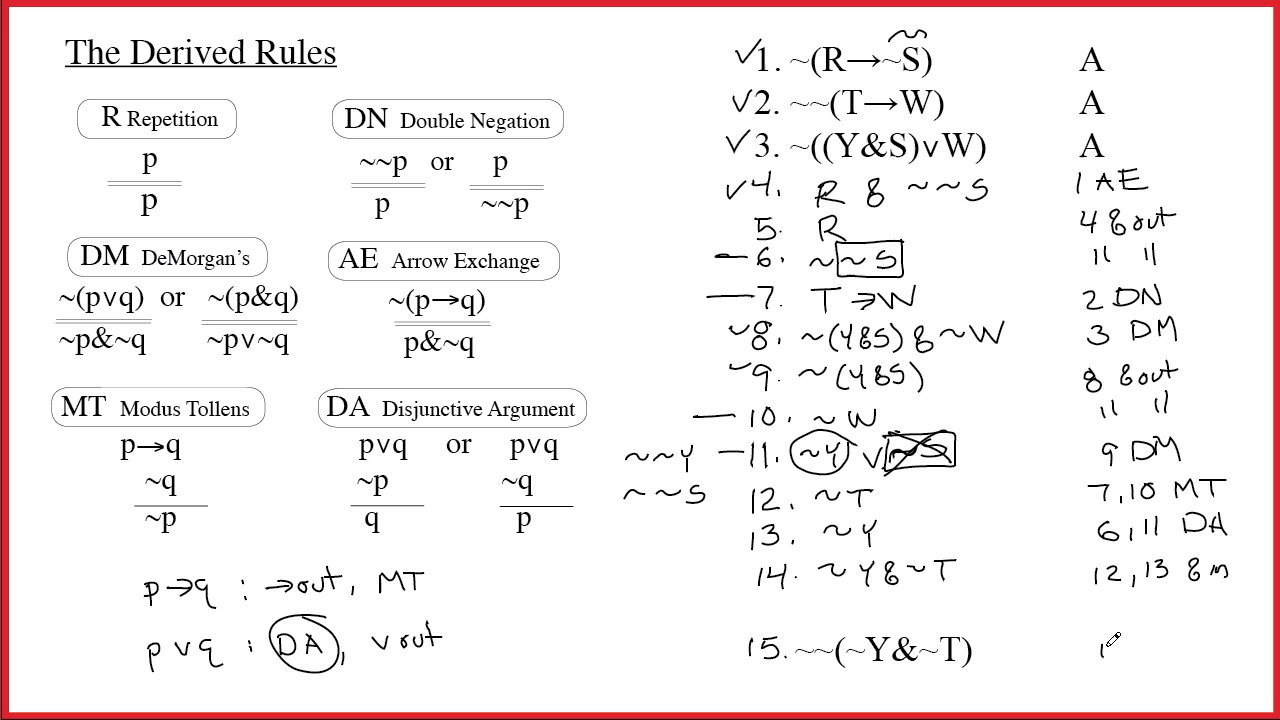 The Derived Rules
R Repetition
p
p
DN Double Negation
~~p or p
p ~~p
DM DeMorgan's
~(pvq) or ~(p&q)
~p&~q ~pv~q
AE Arrow Exchange
~(p→q)
p&~q
MT Modus Tollens
p→q
~q
~p
DA Disjunctive Argument
pvq or pvq
~p ~q
q p
p→q : →out, MT
p v q : DA, v out
~
✓1. ~(R→~S) A
✓2. ~~(T→W) A
✓3. ~((Y&S)vW) A
✓4. R & ~~S 1 AE
5. R 4 &out
— 6. ~~S " "
— 7. T→W 2 DN
✓8. ~(Y&S) & ~W 3 DM
✓9. ~(Y&S) 8 &out
— 10. ~W " "
~~Y — 11. ~Y v ~S 9 DM
~~S 12. ~T 7,10 MT
13. ~Y 6,11 DA
14. ~Y & ~T 12,13 &in
15. ~~(~Y&~T) 1